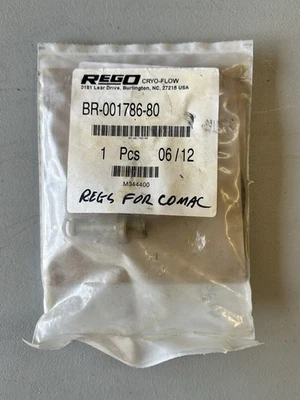 REGO CRYO-FLOW
3181 Lear Drive, Burlington, NC. 27215 USA
BR-001786-80
1 Pcs 06/12
M344400
REGS FOR COMAC